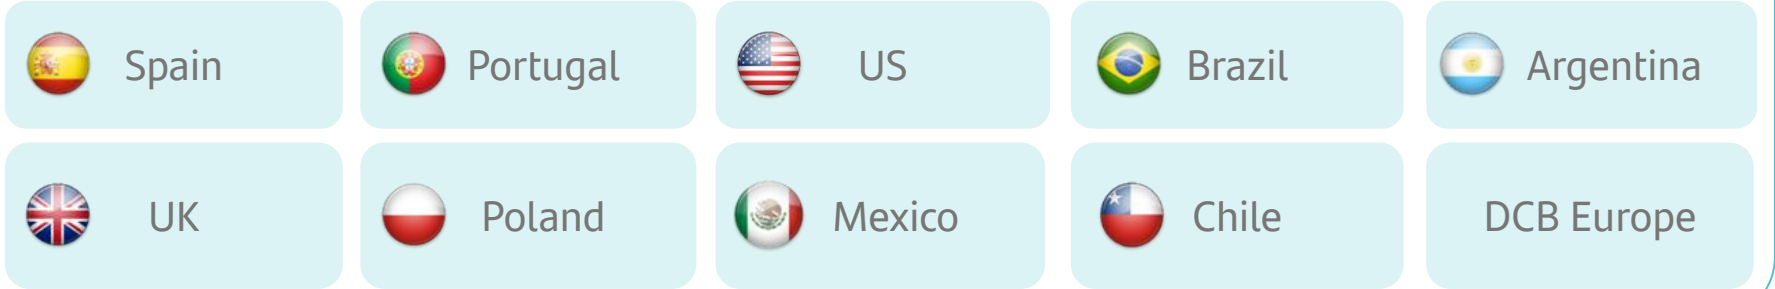 Spain
Portugal
US
Brazil
Argentina
UK
Poland
Mexico
Chile
DCB Europe